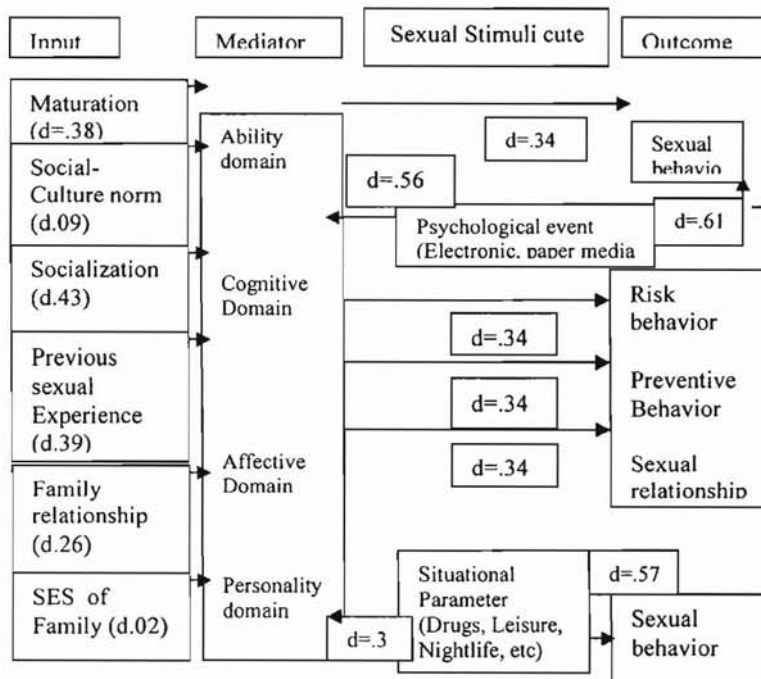 Input
Mediator
Sexual Stimuli cute
Outcome
Maturation
(d=.38)
Social-
Culture norm
(d.09)
Socialization
(d.43)
Previous
sexual
Experience
(d.39)
Family
relationship
(d.26)
SES of
Family (d.02)
Ability
domain
Cognitive
Domain
Affective
Domain
Personality
domain
d=.34
d=.56
Psychological event
(Electronic, paper media
d=.61
d=.34
d=.34
d=.34
Situational
Parameter
(Drugs, Leisure,
Nightlife, etc)
d=.3
d=.57
Sexual
behavio
Risk
behavior
Preventive
Behavior
Sexual
relationship
Sexual
behavior